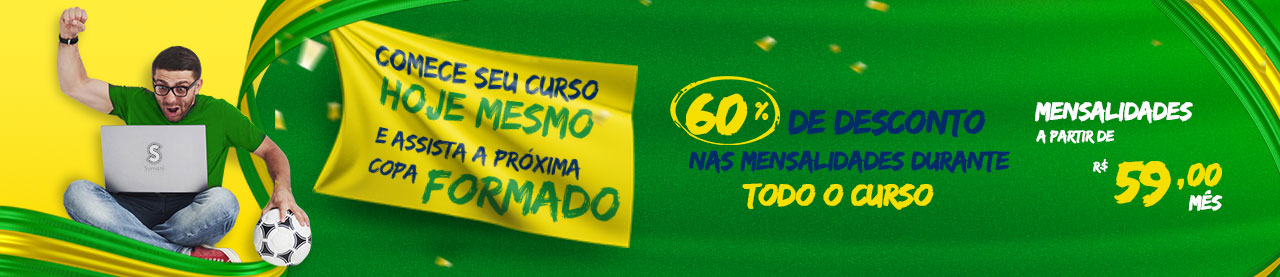 S
Sumaré
COMECE SEU CURSO
HOJE MESMO
E ASSISTA A PRÓXIMA
COPA FORMADO
60% DE DESCONTO
NAS MENSALIDADES DURANTE
TODO O CURSO
MENSALIDADES
A PARTIR DE
R$ 59,00
MÊS